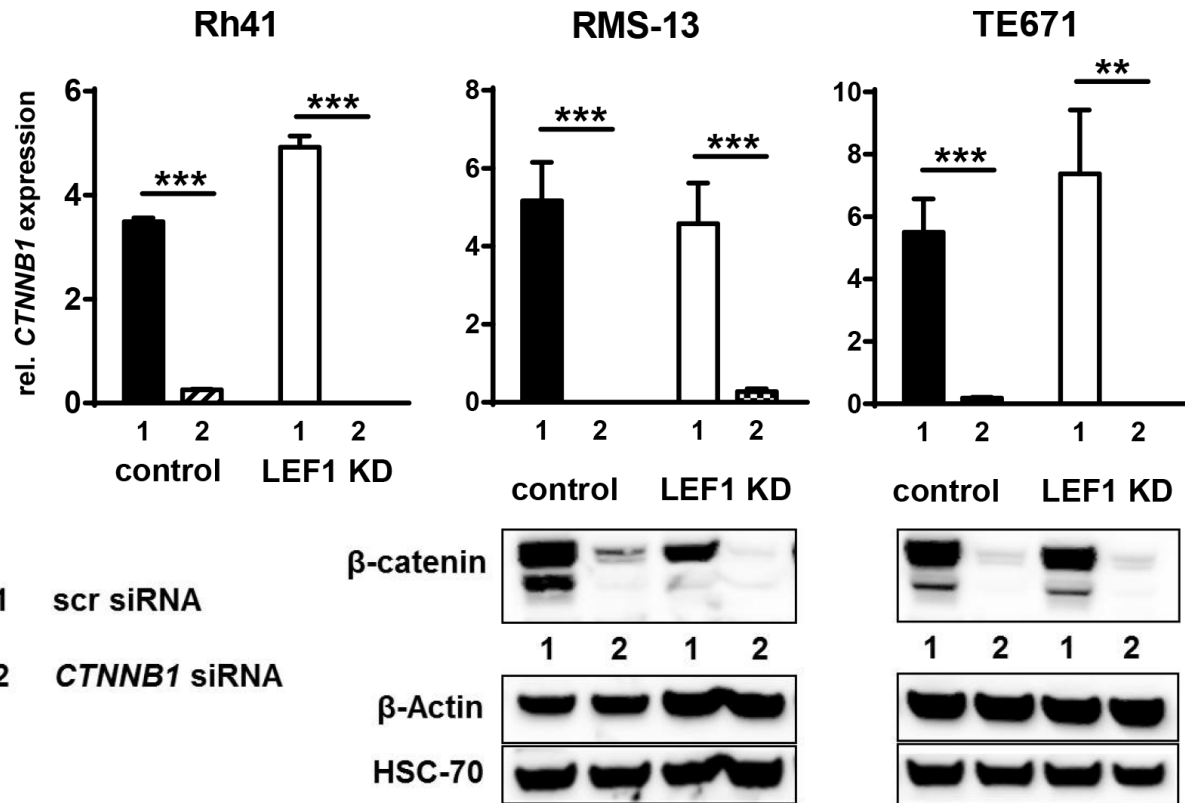 Rh41 RMS-13 TE671
rel. CTNNB1 expression
6
4
2
0
***
***
1 2 1 2
control LEF1 KD
8
6
4
2
0
***
***
1 2 1 2
control LEF1 KD
10
8
6
4
2
0
***
**
1 2 1 2
control LEF1 KD
β-catenin
1 2 1 2 1 2 1 2
β-Actin
HSC-70
1 scr siRNA
2 CTNNB1 siRNA